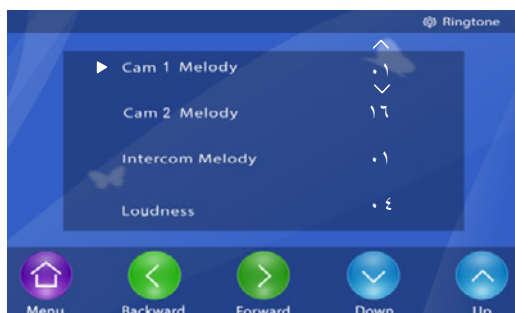 Ringtone
Cam 1 Melody ٠١
Cam 2 Melody ١٦
Intercom Melody ٠١
Loudness ٠٤
Menu Backward Forward Down Up